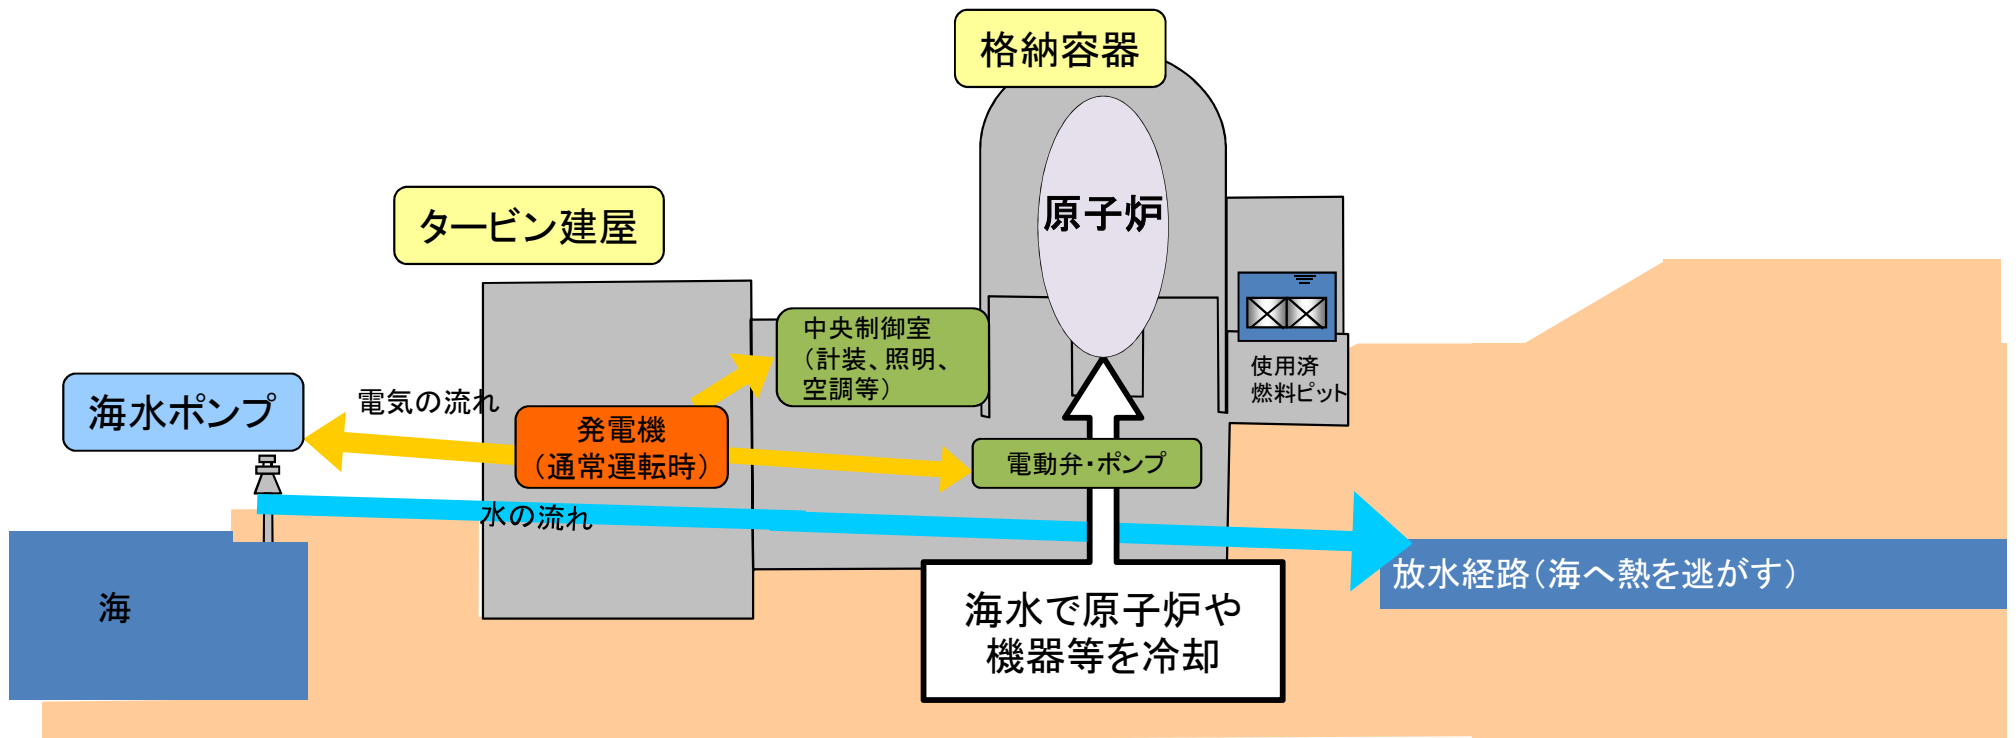 格納容器
原子炉
タービン建屋
中央制御室
（計装、照明、
空調等）
使用済
燃料ピット
海水ポンプ
電気の流れ
発電機
（通常運転時）
電動弁・ポンプ
水の流れ
放水経路（海へ熱を逃がす）
海
海水で原子炉や
機器等を冷却